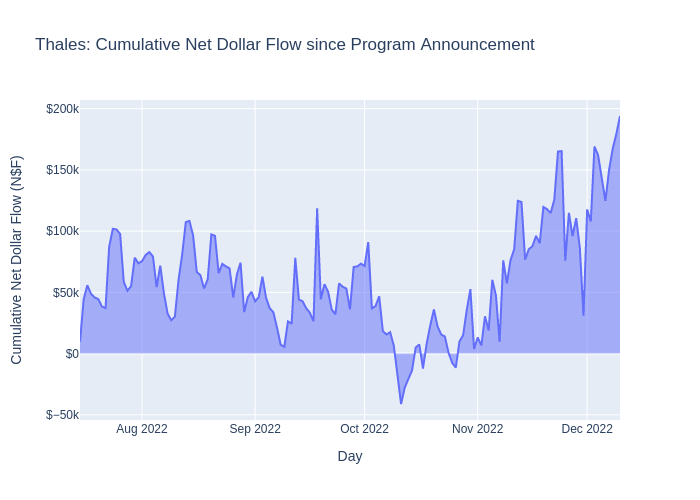 Thales: Cumulative Net Dollar Flow since Program Announcement
Cumulative Net Dollar Flow (N$F)
$200k
$150k
$100k
$50k
$0
$−50k
Aug 2022
Sep 2022
Oct 2022
Nov 2022
Dec 2022
Day